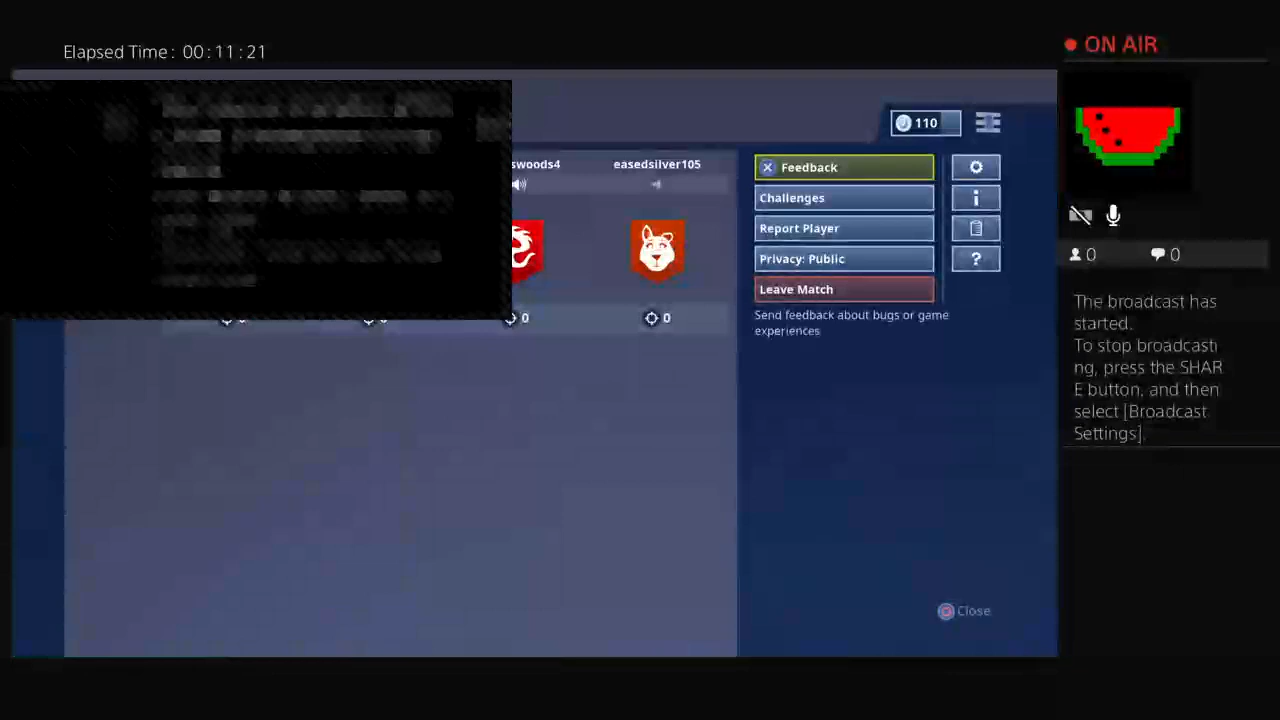 Elapsed Time: 00:11:21
ON AIR
110
swoods4
easedsilver105
Feedback
Challenges
Report Player
Privacy: Public
Leave Match
Send feedback about bugs or game
experiences
0
0
0
0
The broadcast has
started.
To stop broadcasti
ng, press the SHAR
E button, and then
select [Broadcast
Settings].
Close